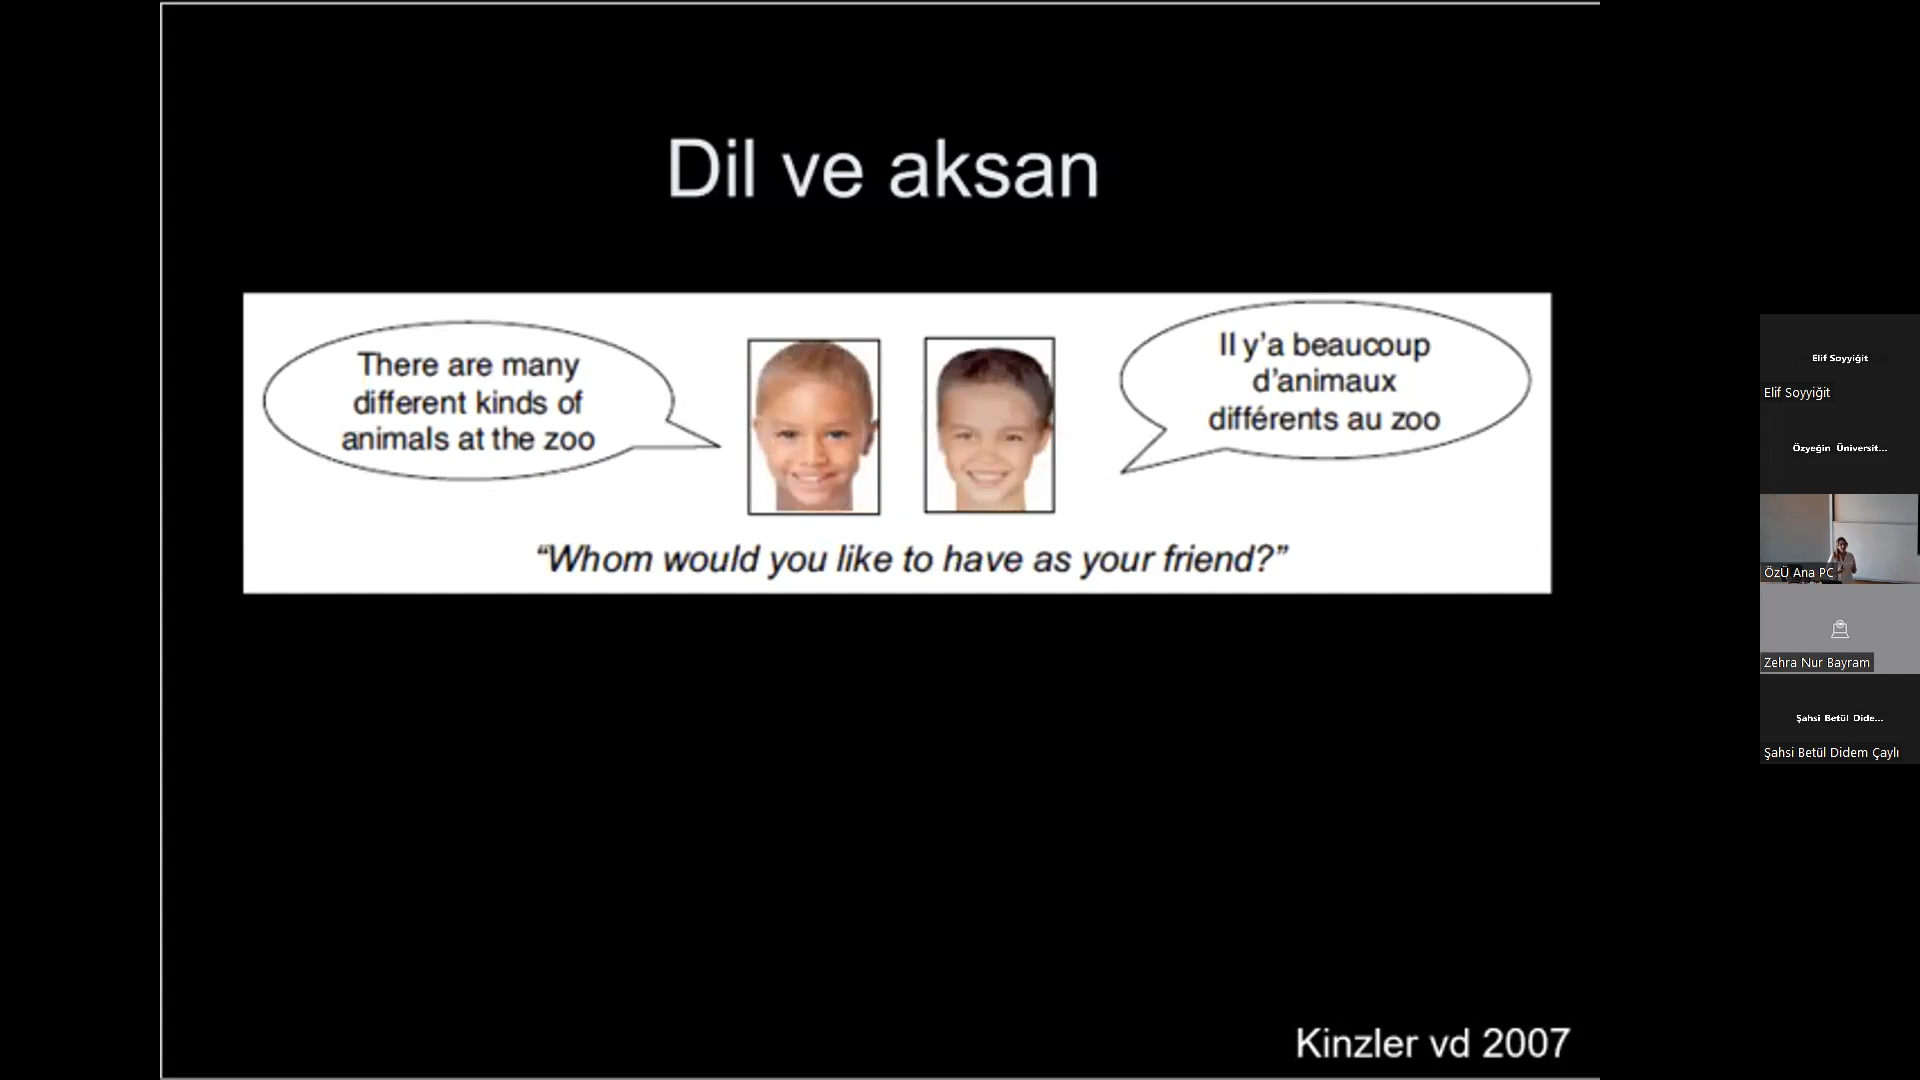 Dil ve aksan
There are many
different kinds of
animals at the zoo
Il y'a beaucoup
d'animaux
différents au zoo
“Whom would you like to have as your friend?”
Kinzler vd 2007
Elif Soyyiğit
Elif Soyyiğit
Özyeğin Üniversit...
ÖzÜ Ana PC
Zehra Nur Bayram
Şahsi Betül Dide...
Şahsi Betül Didem Çaylı